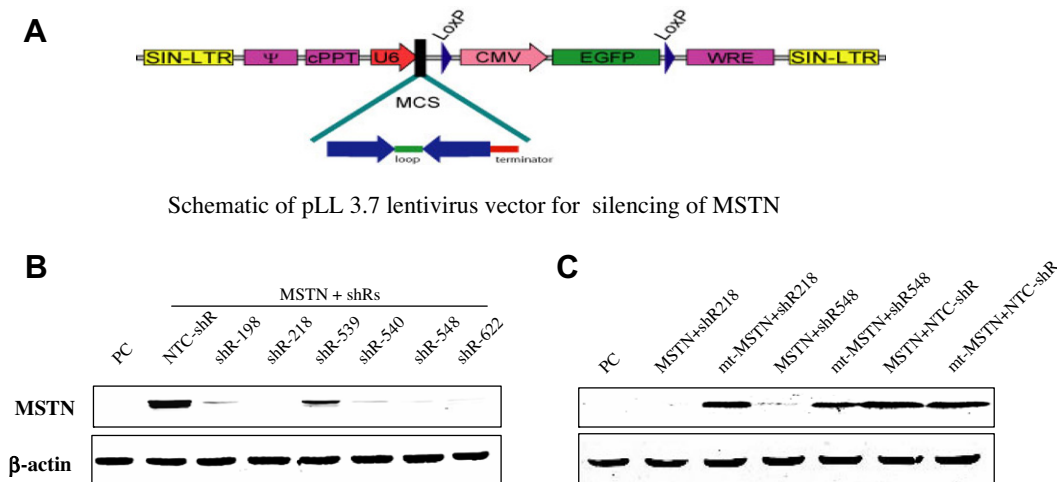 A
LoxP LoxP
SIN-LTR Ψ cPPT U6 CMV EGFP WRE SIN-LTR
MCS
loop terminator
Schematic of pLL 3.7 lentivirus vector for silencing of MSTN
B
MSTN + shRs
PC NTC-shR shR-198 shR-218 shR-539 shR-540 shR-548 shR-622
MSTN
β-actin
C
PC MSTN+shR218 mt-MSTN+shR218 MSTN+shR548 mt-MSTN+shR548 MSTN+NTC-shR mt-MSTN+NTC-shR